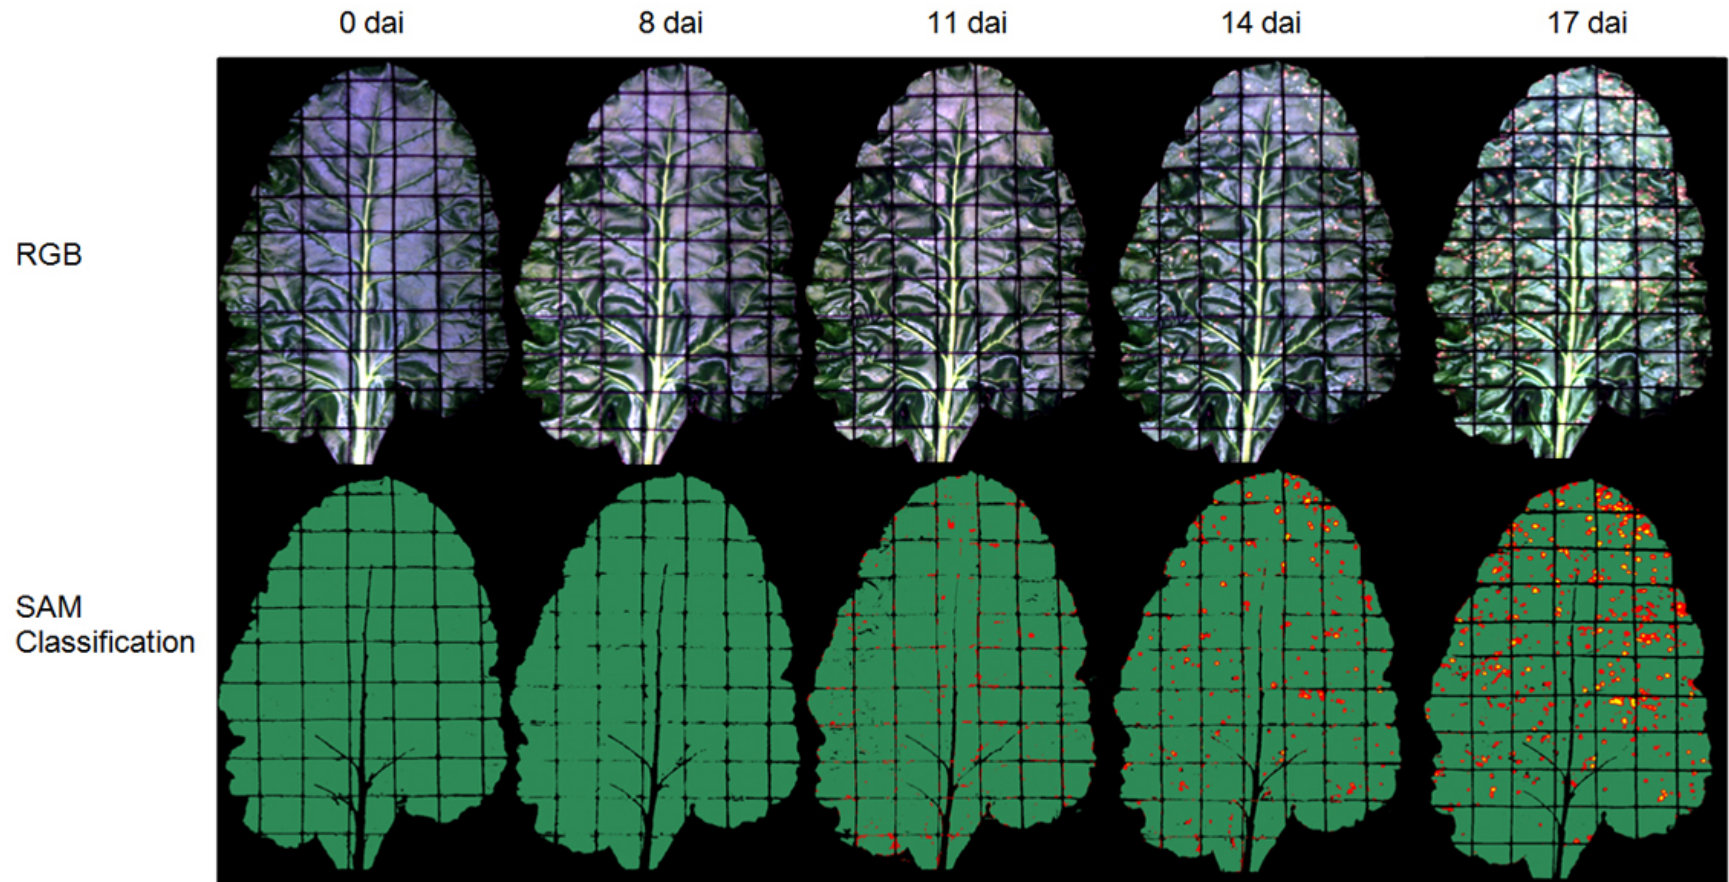 0 dai
8 dai
11 dai
14 dai
17 dai
RGB
SAM
Classification